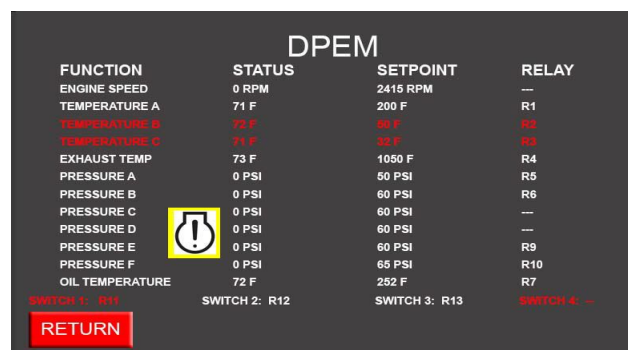 DPEM
FUNCTION STATUS SETPOINT RELAY
ENGINE SPEED 0 RPM 2415 RPM ---
TEMPERATURE A 71 F 200 F R1
TEMPERATURE B 72 F 50 F R2
TEMPERATURE C 71 F 32 F R3
EXHAUST TEMP 73 F 1050 F R4
PRESSURE A 0 PSI 50 PSI R5
PRESSURE B 0 PSI 60 PSI R6
PRESSURE C 0 PSI 60 PSI ---
PRESSURE D 0 PSI 60 PSI ---
PRESSURE E 0 PSI 60 PSI R9
PRESSURE F 0 PSI 65 PSI R10
OIL TEMPERATURE 72 F 252 F R7
SWITCH 1: R11 SWITCH 2: R12 SWITCH 3: R13 SWITCH 4: --
RETURN